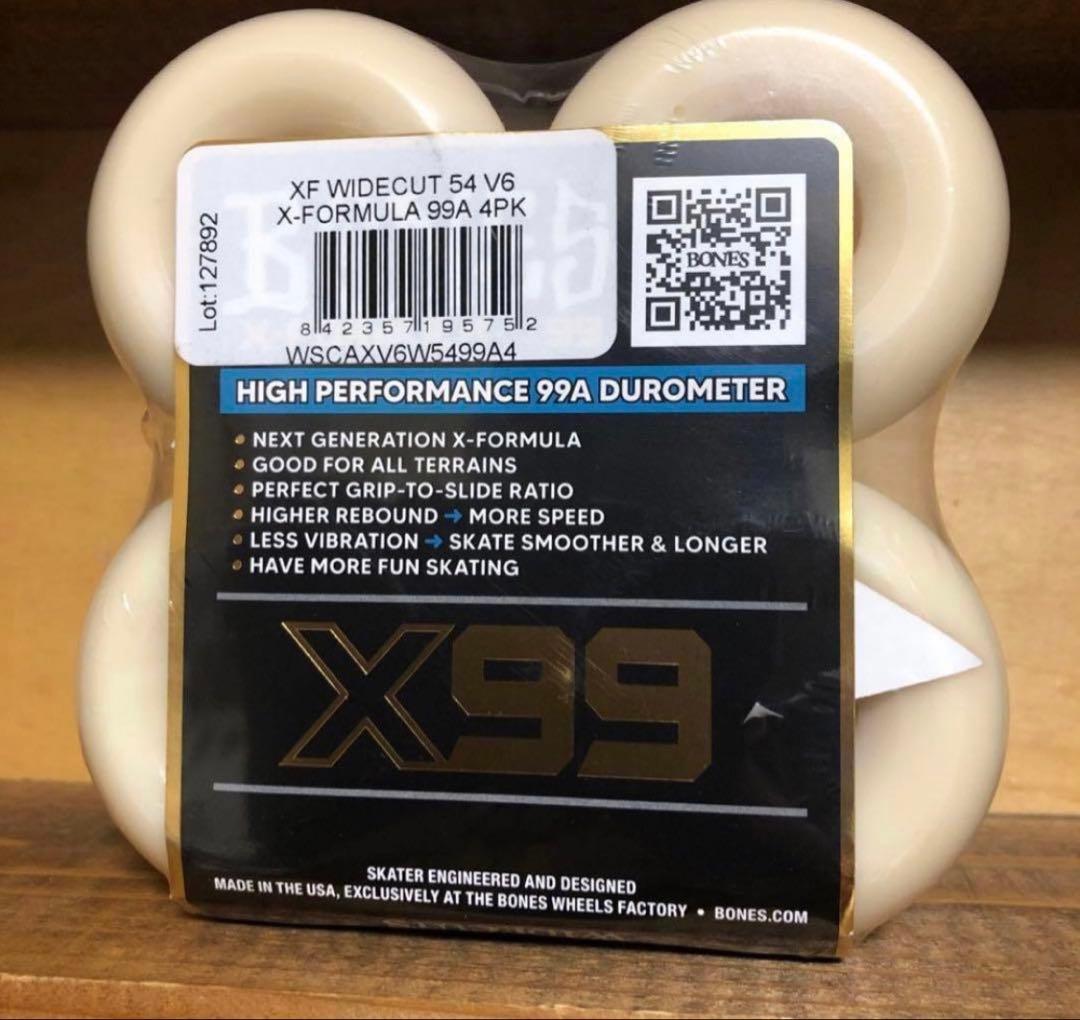 XF WIDECUT 54 V6
X-FORMULA 99A 4PK
Lot:127892
8 42357 19575 2
WSCAXV6W5499A4
BONES
HIGH PERFORMANCE 99A DUROMETER
NEXT GENERATION X-FORMULA
GOOD FOR ALL TERRAINS
PERFECT GRIP-TO-SLIDE RATIO
HIGHER REBOUND → MORE SPEED
LESS VIBRATION → SKATE SMOOTHER & LONGER
HAVE MORE FUN SKATING
X99
SKATER ENGINEERED AND DESIGNED
MADE IN THE USA, EXCLUSIVELY AT THE BONES WHEELS FACTORY • BONES.COM